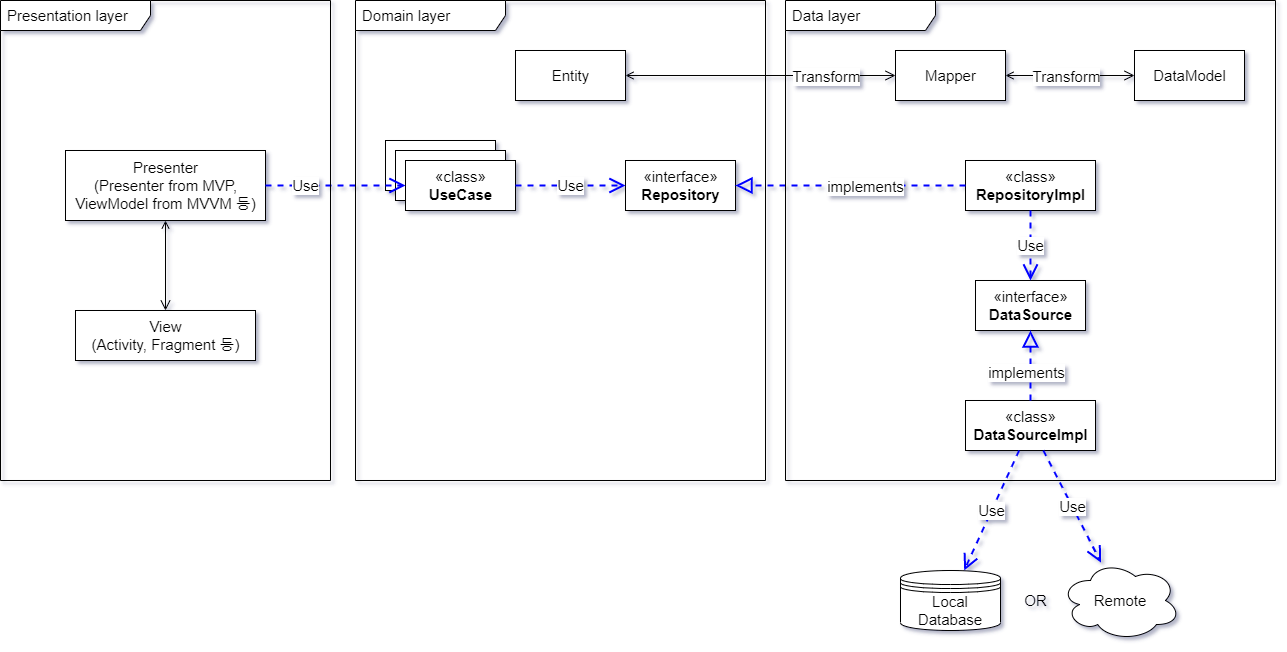 Presentation layer
Domain layer
Data layer
Entity
Transform
Mapper
Transform
DataModel
Presenter
(Presenter from MVP,
ViewModel from MVVM 등)
Use
«class»
UseCase
Use
«interface»
Repository
implements
«class»
RepositoryImpl
Use
«interface»
DataSource
View
(Activity, Fragment 등)
implements
«class»
DataSourceImpl
Use
Use
Local
Database
OR
Remote